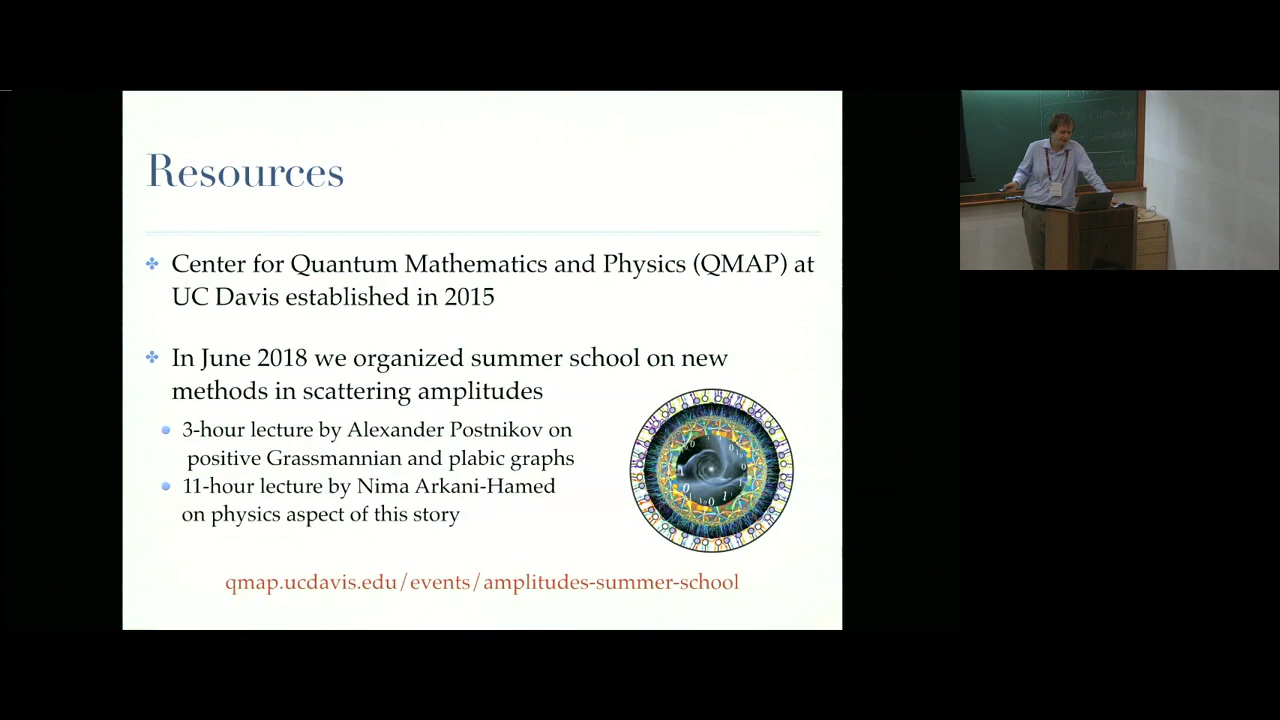 Resources
Center for Quantum Mathematics and Physics (QMAP) at
UC Davis established in 2015
In June 2018 we organized summer school on new
methods in scattering amplitudes
3-hour lecture by Alexander Postnikov on
positive Grassmannian and plabic graphs
11-hour lecture by Nima Arkani-Hamed
on physics aspect of this story
qmap.ucdavis.edu/events/amplitudes-summer-school